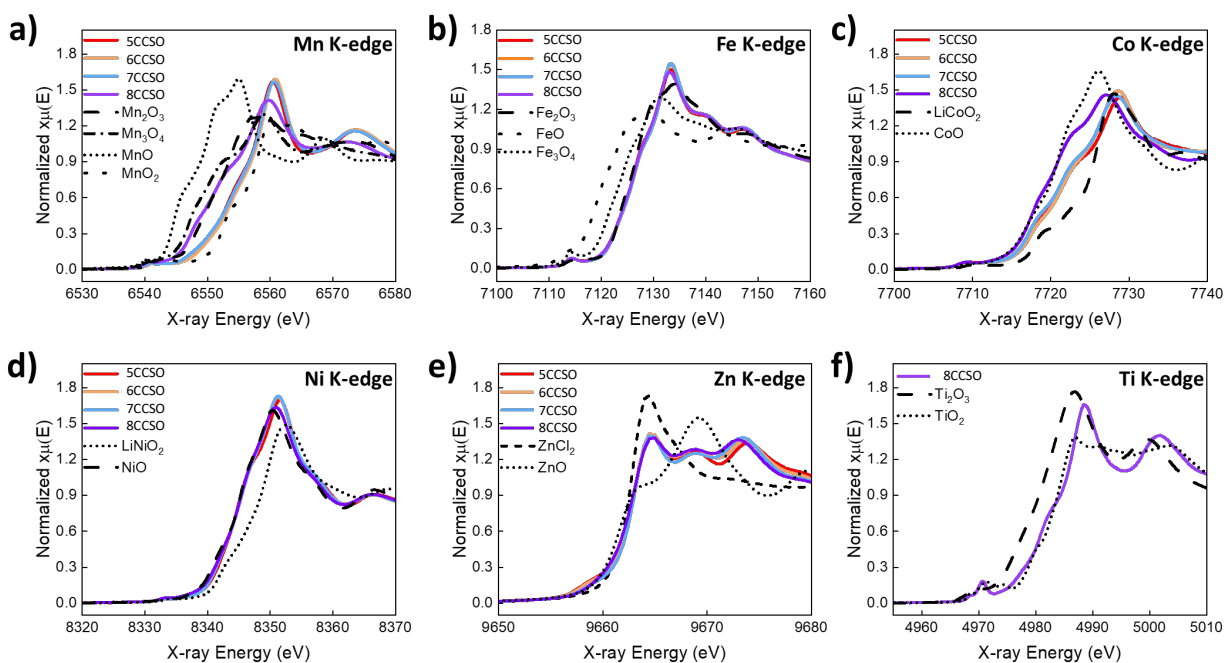 a)
Mn K-edge
5CCSO
6CCSO
7CCSO
8CCSO
Mn₂O₃
Mn₃O₄
MnO
MnO₂
Normalized xμ(E)
1.8
1.5
1.2
0.9
0.6
0.3
0.0
6530 6540 6550 6560 6570 6580
X-ray Energy (eV)
b)
Fe K-edge
5CCSO
6CCSO
7CCSO
8CCSO
Fe₂O₃
FeO
Fe₃O₄
Normalized xμ(E)
1.8
1.5
1.2
0.9
0.6
0.3
0.0
7100 7110 7120 7130 7140 7150 7160
X-ray Energy (eV)
c)
Co K-edge
5CCSO
6CCSO
7CCSO
8CCSO
LiCoO₂
CoO
Normalized xμ(E)
1.8
1.5
1.2
0.9
0.6
0.3
0.0
7700 7710 7720 7730 7740
X-ray Energy (eV)
d)
Ni K-edge
5CCSO
6CCSO
7CCSO
8CCSO
LiNiO₂
NiO
Normalized xμ(E)
1.8
1.5
1.2
0.9
0.6
0.3
0.0
8320 8330 8340 8350 8360 8370
X-ray Energy (eV)
e)
Zn K-edge
5CCSO
6CCSO
7CCSO
8CCSO
ZnCl₂
ZnO
Normalized xμ(E)
1.8
1.5
1.2
0.9
0.6
0.3
0.0
9650 9660 9670 9680
X-ray Energy (eV)
f)
Ti K-edge
8CCSO
Ti₂O₃
TiO₂
Normalized xμ(E)
1.8
1.5
1.2
0.9
0.6
0.3
0.0
4960 4970 4980 4990 5000 5010
X-ray Energy (eV)